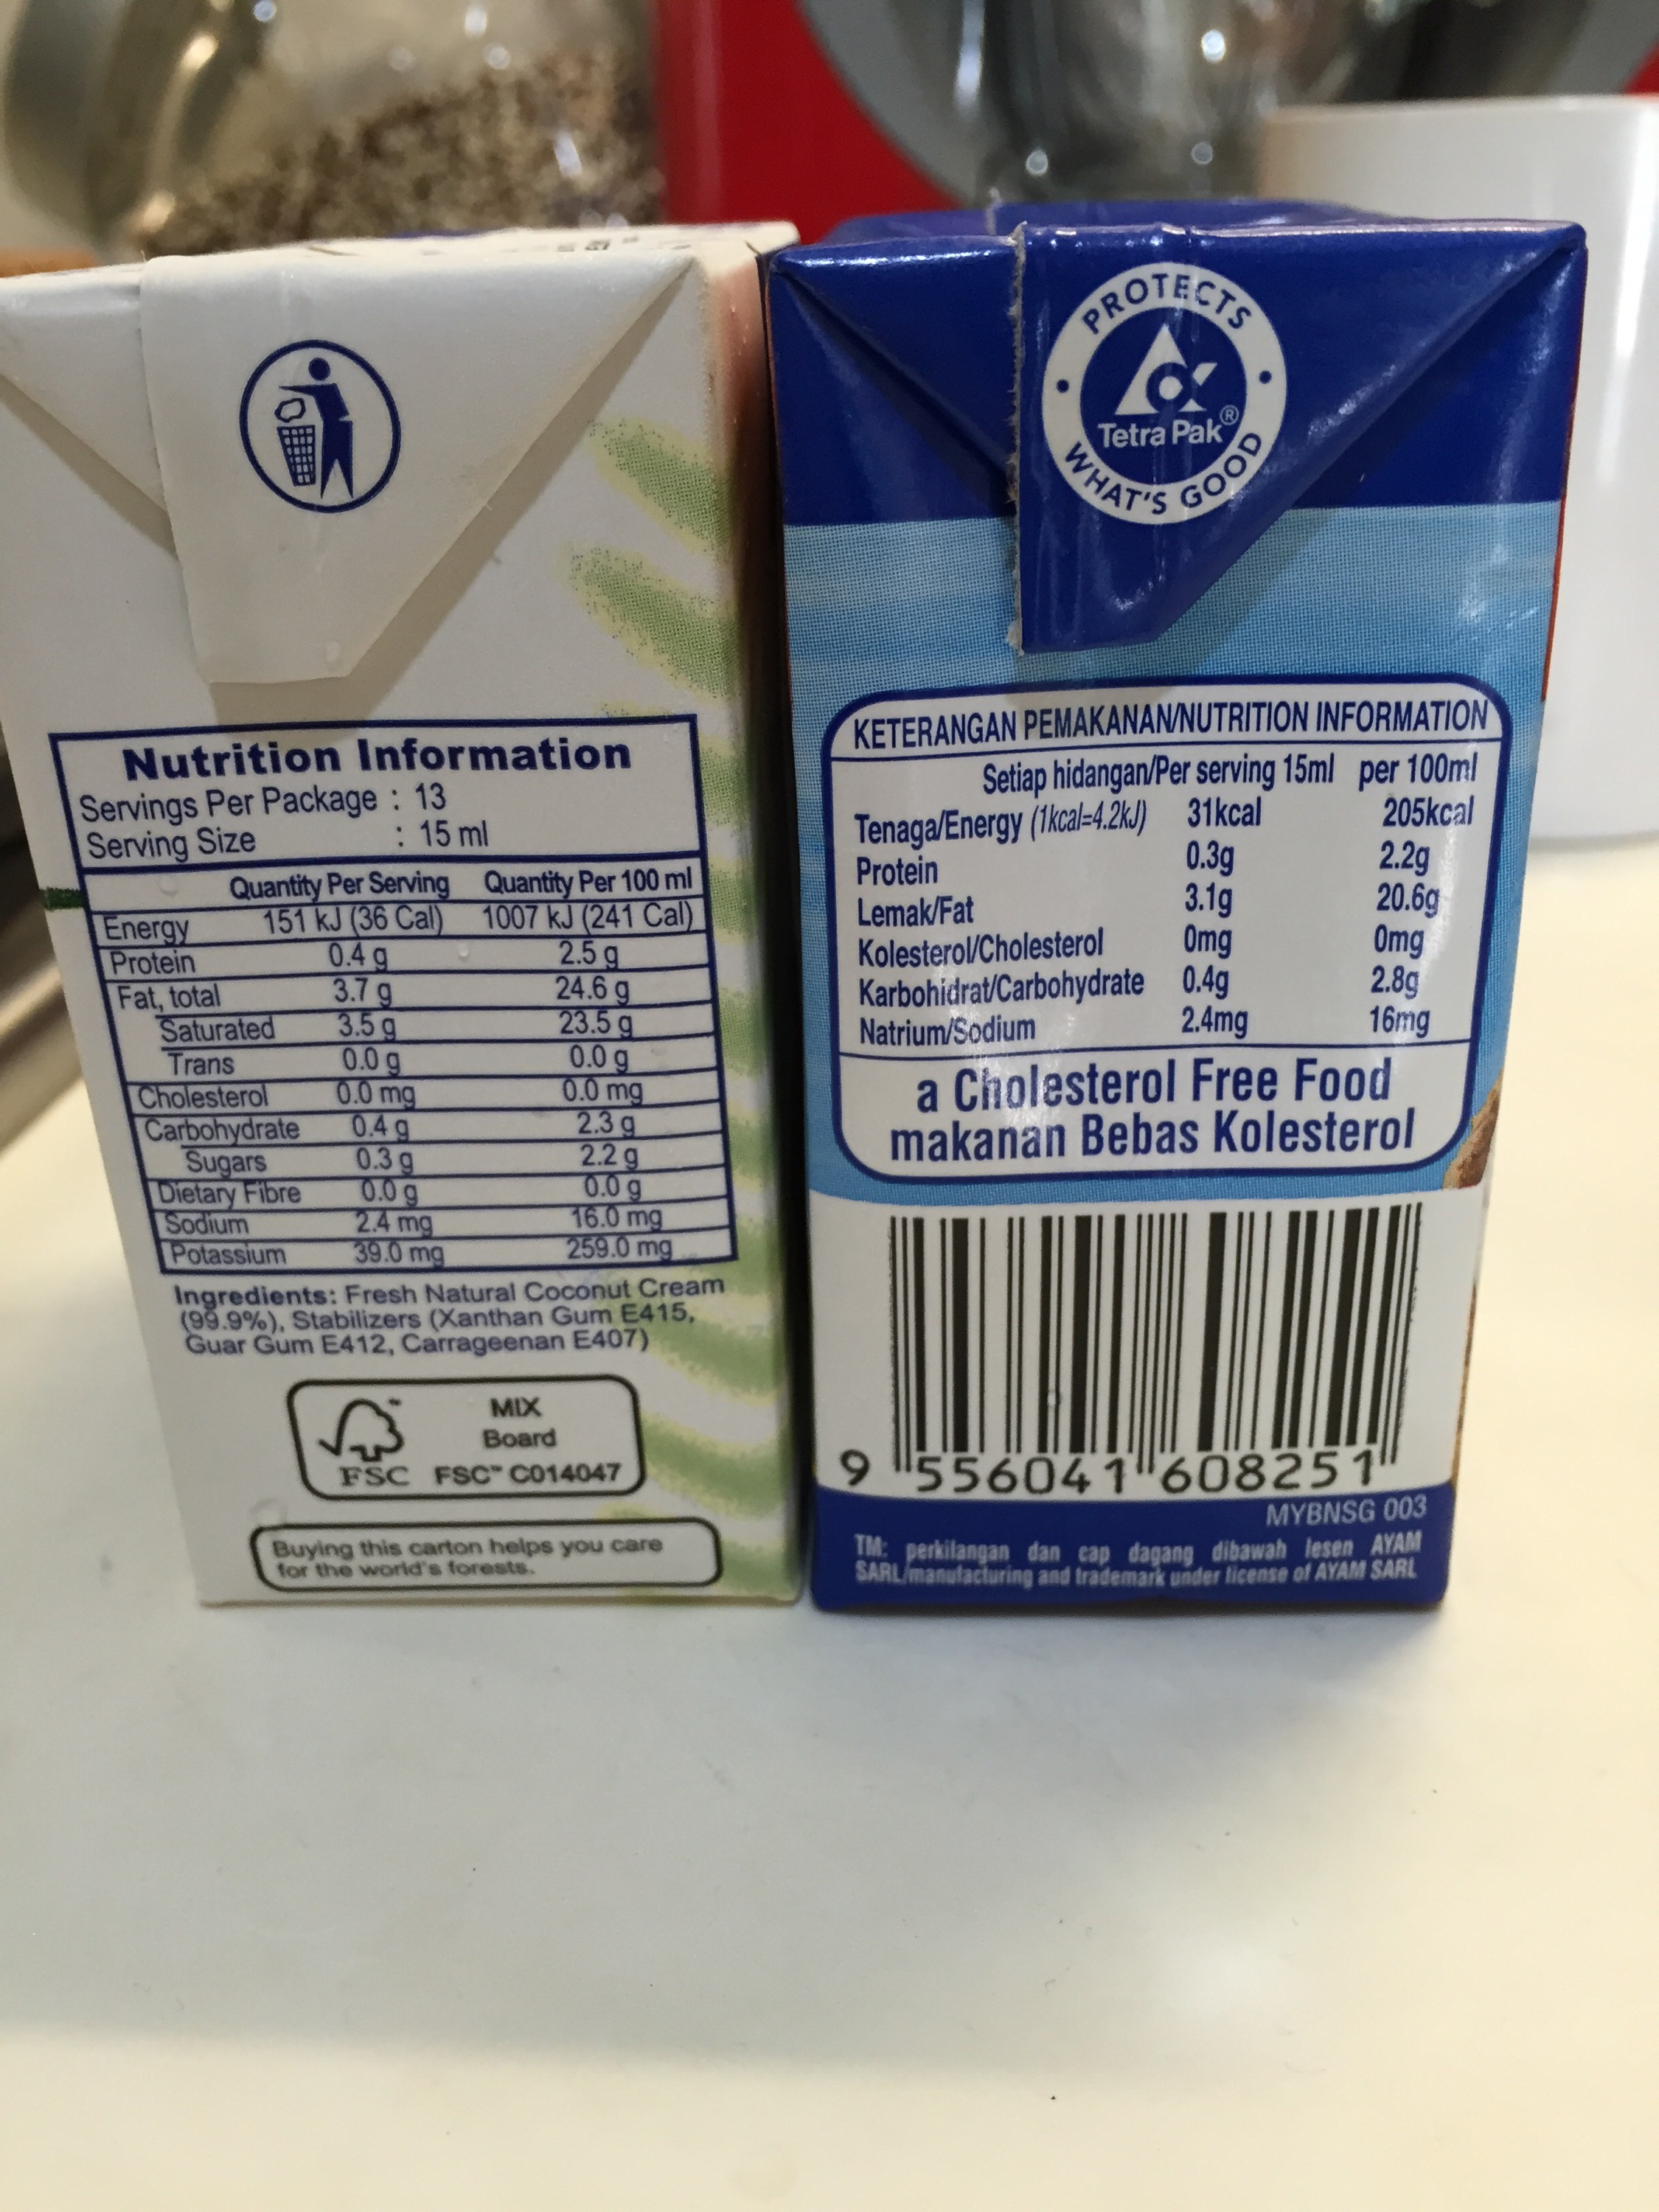 Nutrition Information
Servings Per Package : 13
Serving Size : 15 ml
Quantity Per Serving Quantity Per 100 ml
Energy 151 kJ (36 Cal) 1007 kJ (241 Cal)
Protein 0.4 g 2.5 g
Fat, total 3.7 g 24.6 g
Saturated 3.5 g 23.5 g
Trans 0.0 g 0.0 g
Cholesterol 0.0 mg 0.0 mg
Carbohydrate 0.4 g 2.3 g
Sugars 0.3 g 2.2 g
Dietary Fibre 0.0 g 0.0 g
Sodium 2.4 mg 16.0 mg
Potassium 39.0 mg 259.0 mg
Ingredients: Fresh Natural Coconut Cream
(99.9%), Stabilizers (Xanthan Gum E415,
Guar Gum E412, Carrageenan E407)
MIX
Board
FSC FSC™ C014047
Buying this carton helps you care
for the world's forests.
PROTECTS
Tetra Pak®
WHAT'S GOOD
KETERANGAN PEMAKANAN/NUTRITION INFORMATION
Setiap hidangan/Per serving 15ml per 100ml
Tenaga/Energy (1kcal=4.2kJ) 31kcal 205kcal
Protein 0.3g 2.2g
Lemak/Fat 3.1g 20.6g
Kolesterol/Cholesterol 0mg 0mg
Karbohidrat/Carbohydrate 0.4g 2.8g
Natrium/Sodium 2.4mg 16mg
a Cholesterol Free Food
makanan Bebas Kolesterol
9 556041 608251
MYBNSG 003
TM: perkilangan dan cap dagang dibawah lesen AYAM
SARL/manufacturing and trademark under license of AYAM SARL